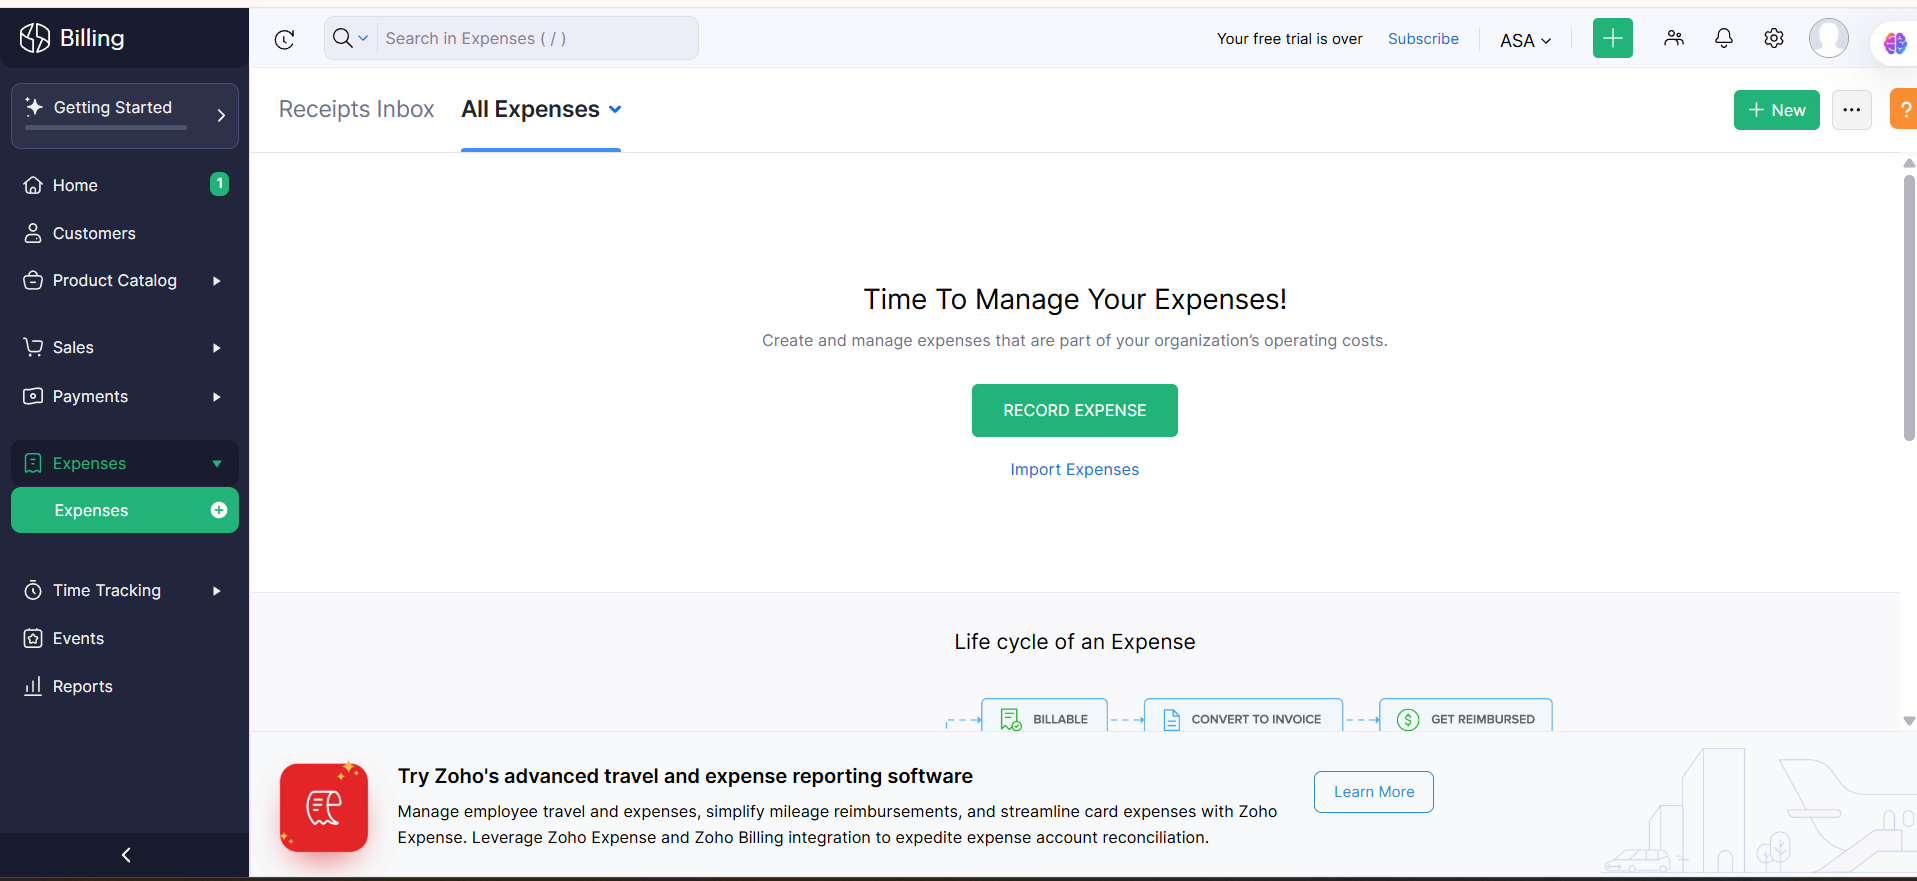 Billing
Search in Expenses ( / )
Your free trial is over
Subscribe
ASA
Getting Started
Home
1
Customers
Product Catalog
Sales
Payments
Expenses
Expenses
Time Tracking
Events
Reports
Receipts Inbox
All Expenses
+ New
?
Time To Manage Your Expenses!
Create and manage expenses that are part of your organization’s operating costs.
RECORD EXPENSE
Import Expenses
Life cycle of an Expense
BILLABLE
CONVERT TO INVOICE
$
GET REIMBURSED
Try Zoho's advanced travel and expense reporting software
Manage employee travel and expenses, simplify mileage reimbursements, and streamline card expenses with Zoho
Expense. Leverage Zoho Expense and Zoho Billing integration to expedite expense account reconciliation.
Learn More